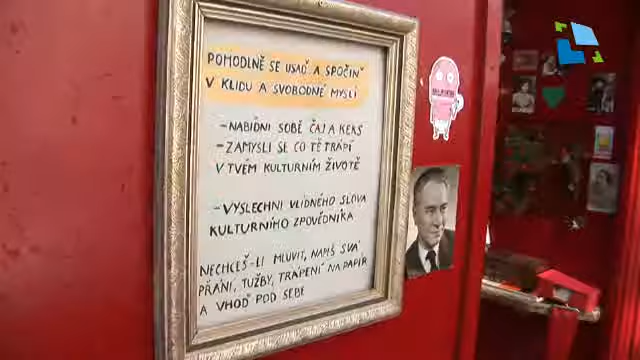 POHODLNĚ SE USAĎ A SPOČIŇ
V KLIDU A SVOBODNÉ MYSLI
-NABÍDNI SOBĚ ČAJ A KEKS
-ZAMYSLI SE CO TĚ TRÁPÍ
V TVÉM KULTURNÍM ŽIVOTĚ
-VYSLECHNI VLÍDNÉHO SLOVA
KULTURNÍHO ZPOVĚDNÍKA
NECHCEŠ-LI MLUVIT, NAPIŠ SVÁ
PŘÁNÍ, TUŽBY, TRÁPENÍ NA PAPÍR
A VHOĎ POD SEBE